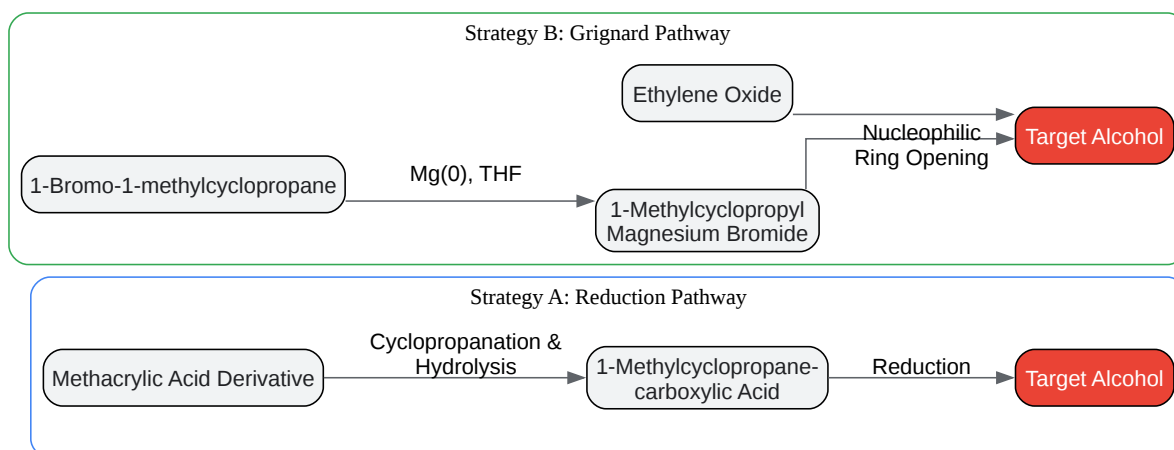 Strategy B: Grignard Pathway
Ethylene Oxide
Target Alcohol
Nucleophilic
Ring Opening
1-Bromo-1-methylcyclopropane
Mg(0), THF
1-Methylcyclopropyl
Magnesium Bromide
Strategy A: Reduction Pathway
Methacrylic Acid Derivative
Cyclopropanation &
Hydrolysis
1-Methylcyclopropane-
carboxylic Acid
Reduction
Target Alcohol